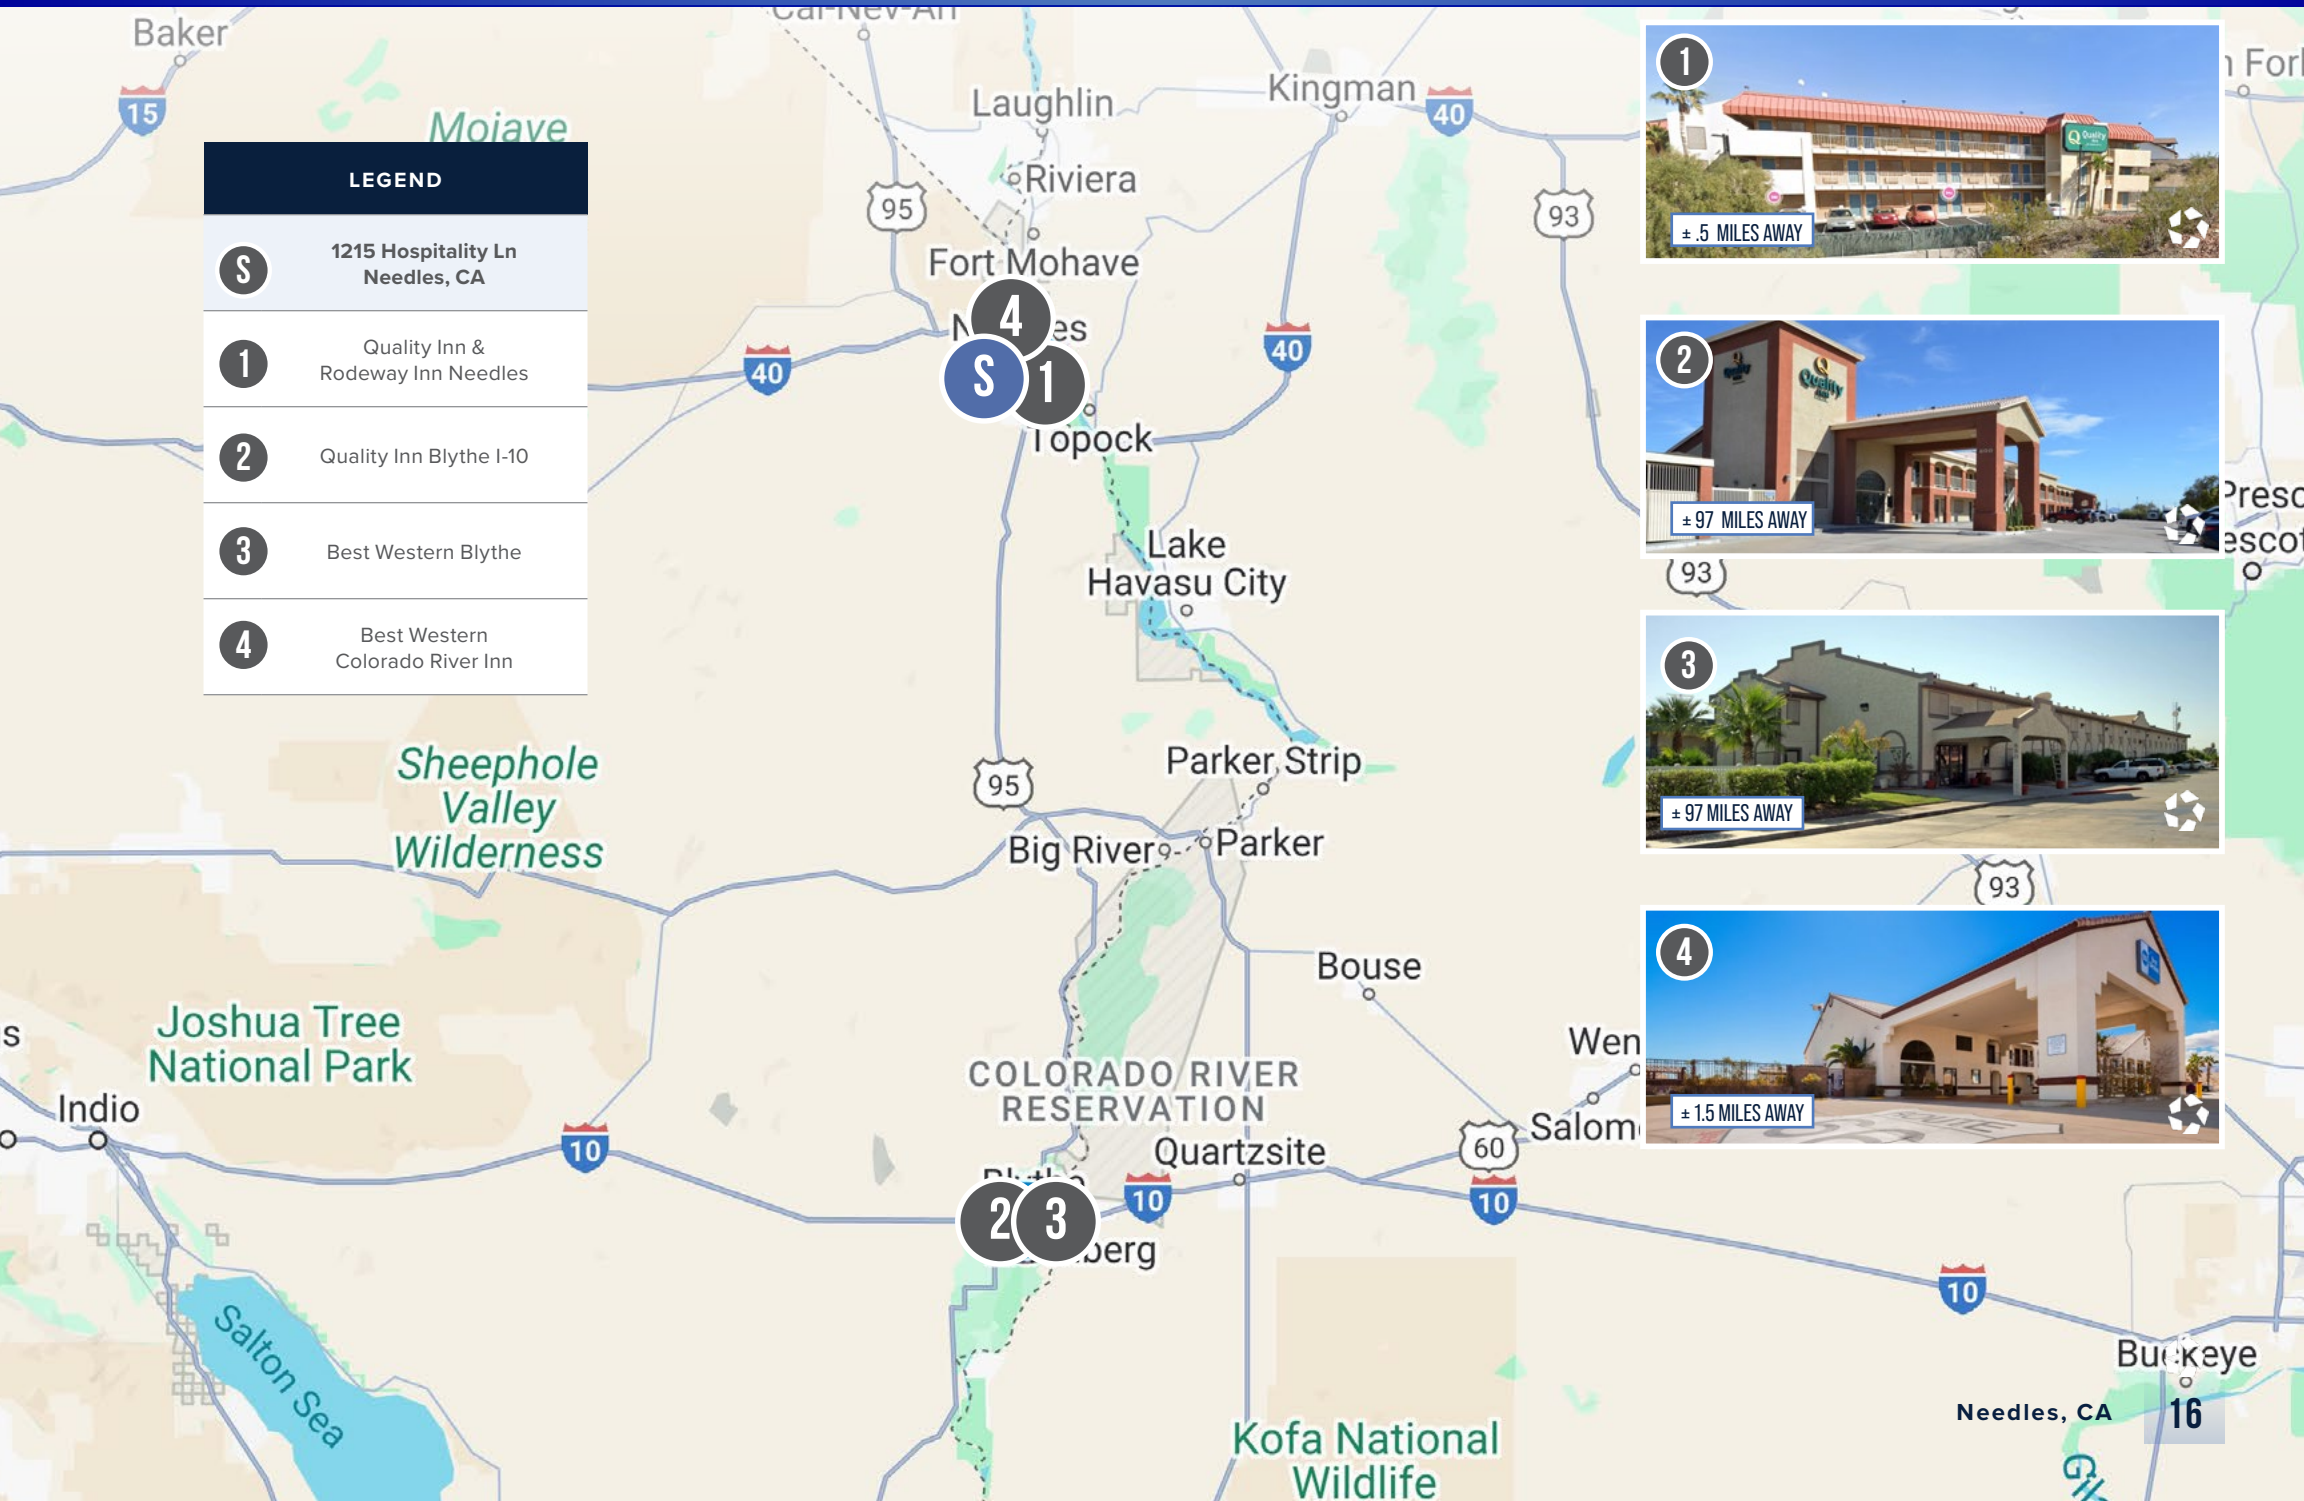 Baker
15
Mojave
Laughlin
Kingman
40
Riviera
95
93
Fort Mohave
4
S
1
40
40
Topock
Lake
Havasu City
95
93
Parker Strip
Big River
Parker
93
Sheephole
Valley
Wilderness
Joshua Tree
National Park
Bouse
COLORADO RIVER
RESERVATION
Indio
10
Quartzsite
60
10
10
2
3
10
Salton Sea
Buckeye
Kofa National
Wildlife
LEGEND
S
1215 Hospitality Ln
Needles, CA
1
Quality Inn &
Rodeway Inn Needles
2
Quality Inn Blythe I-10
3
Best Western Blythe
4
Best Western
Colorado River Inn
1
Quality
± .5 MILES AWAY
2
Quality
± 97 MILES AWAY
3
± 97 MILES AWAY
4
± 1.5 MILES AWAY
Needles, CA
16